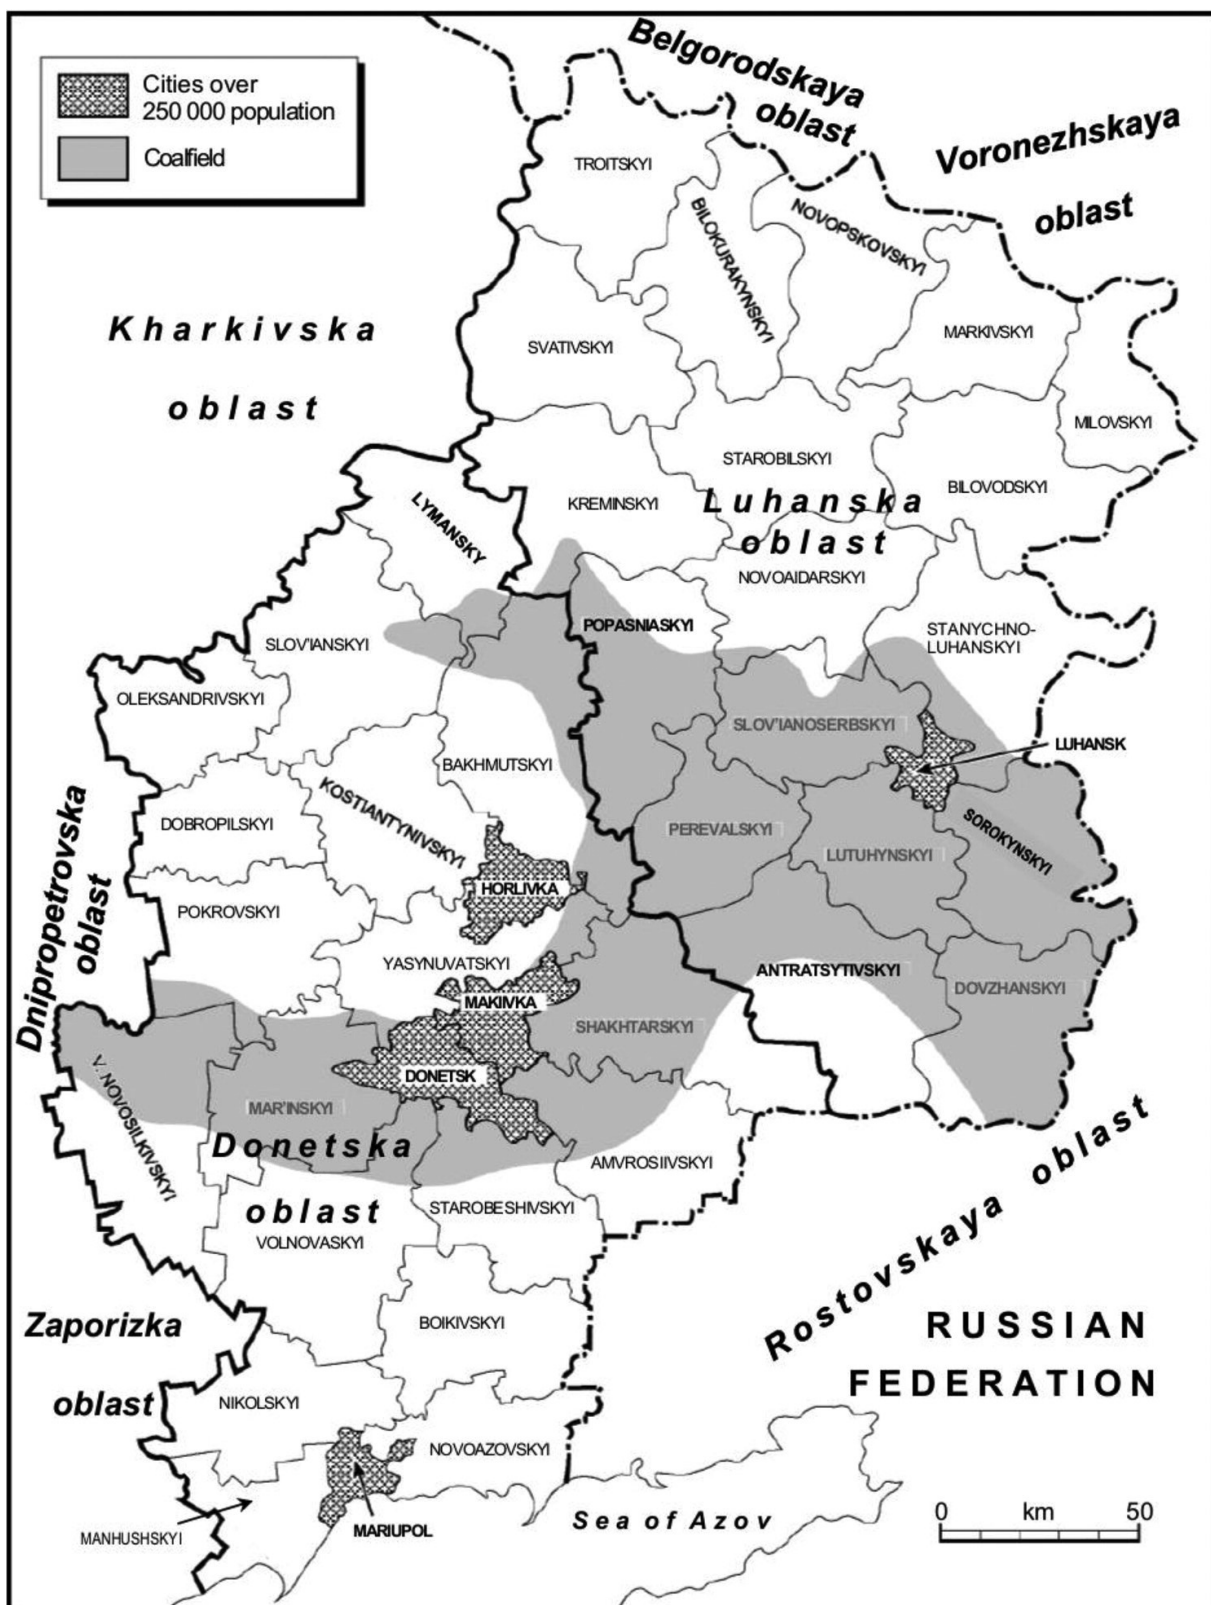 Belgorodskaya
oblast
Voronezhskaya
oblast
Cities over
250 000 population
Coalfield
TROITSKYI
BILOKURAKYNSKYI
NOVOPSKOVSKYI
Kharkivska
oblast
SVATIVSKYI
MARKIVSKYI
MILOVSKYI
STAROBILSKYI
BILOVODSKYI
LYMANSKY
KREMINSKYI
Luhanska
oblast
NOVOAIDARSKYI
POPASNIASKYI
STANYCHNO-
LUHANSKYI
SLOV'IANSKYI
OLEKSANDRIVSKYI
SLOV'IANOSERBSKYI
LUHANSK
BAKHMUTSKYI
KOSTIANTYNIVSKYI
DOBROPILSKYI
PEREVALSKYI
LUTUHYNSKYI
SOROKYNSKYI
Dnipropetrovska
oblast
HORLIVKA
POKROVSKYI
YASYNUVATSKYI
ANTRATSYTIVSKYI
DOVZHANSKYI
MAKIVKA
SHAKHTARSKYI
DONETSK
V. NOVOSILKIVSKYI
MAR'INSKYI
Donetska
oblast
AMVROSIIVSKYI
STAROBESHIVSKYI
VOLNOVASKYI
Rostovskaya oblast
Zaporizka
oblast
BOIKIVSKYI
RUSSIAN
FEDERATION
NIKOLSKYI
NOVOAZOVSKYI
MANHUSHSKYI
MARIUPOL
Sea of Azov
0 km 50